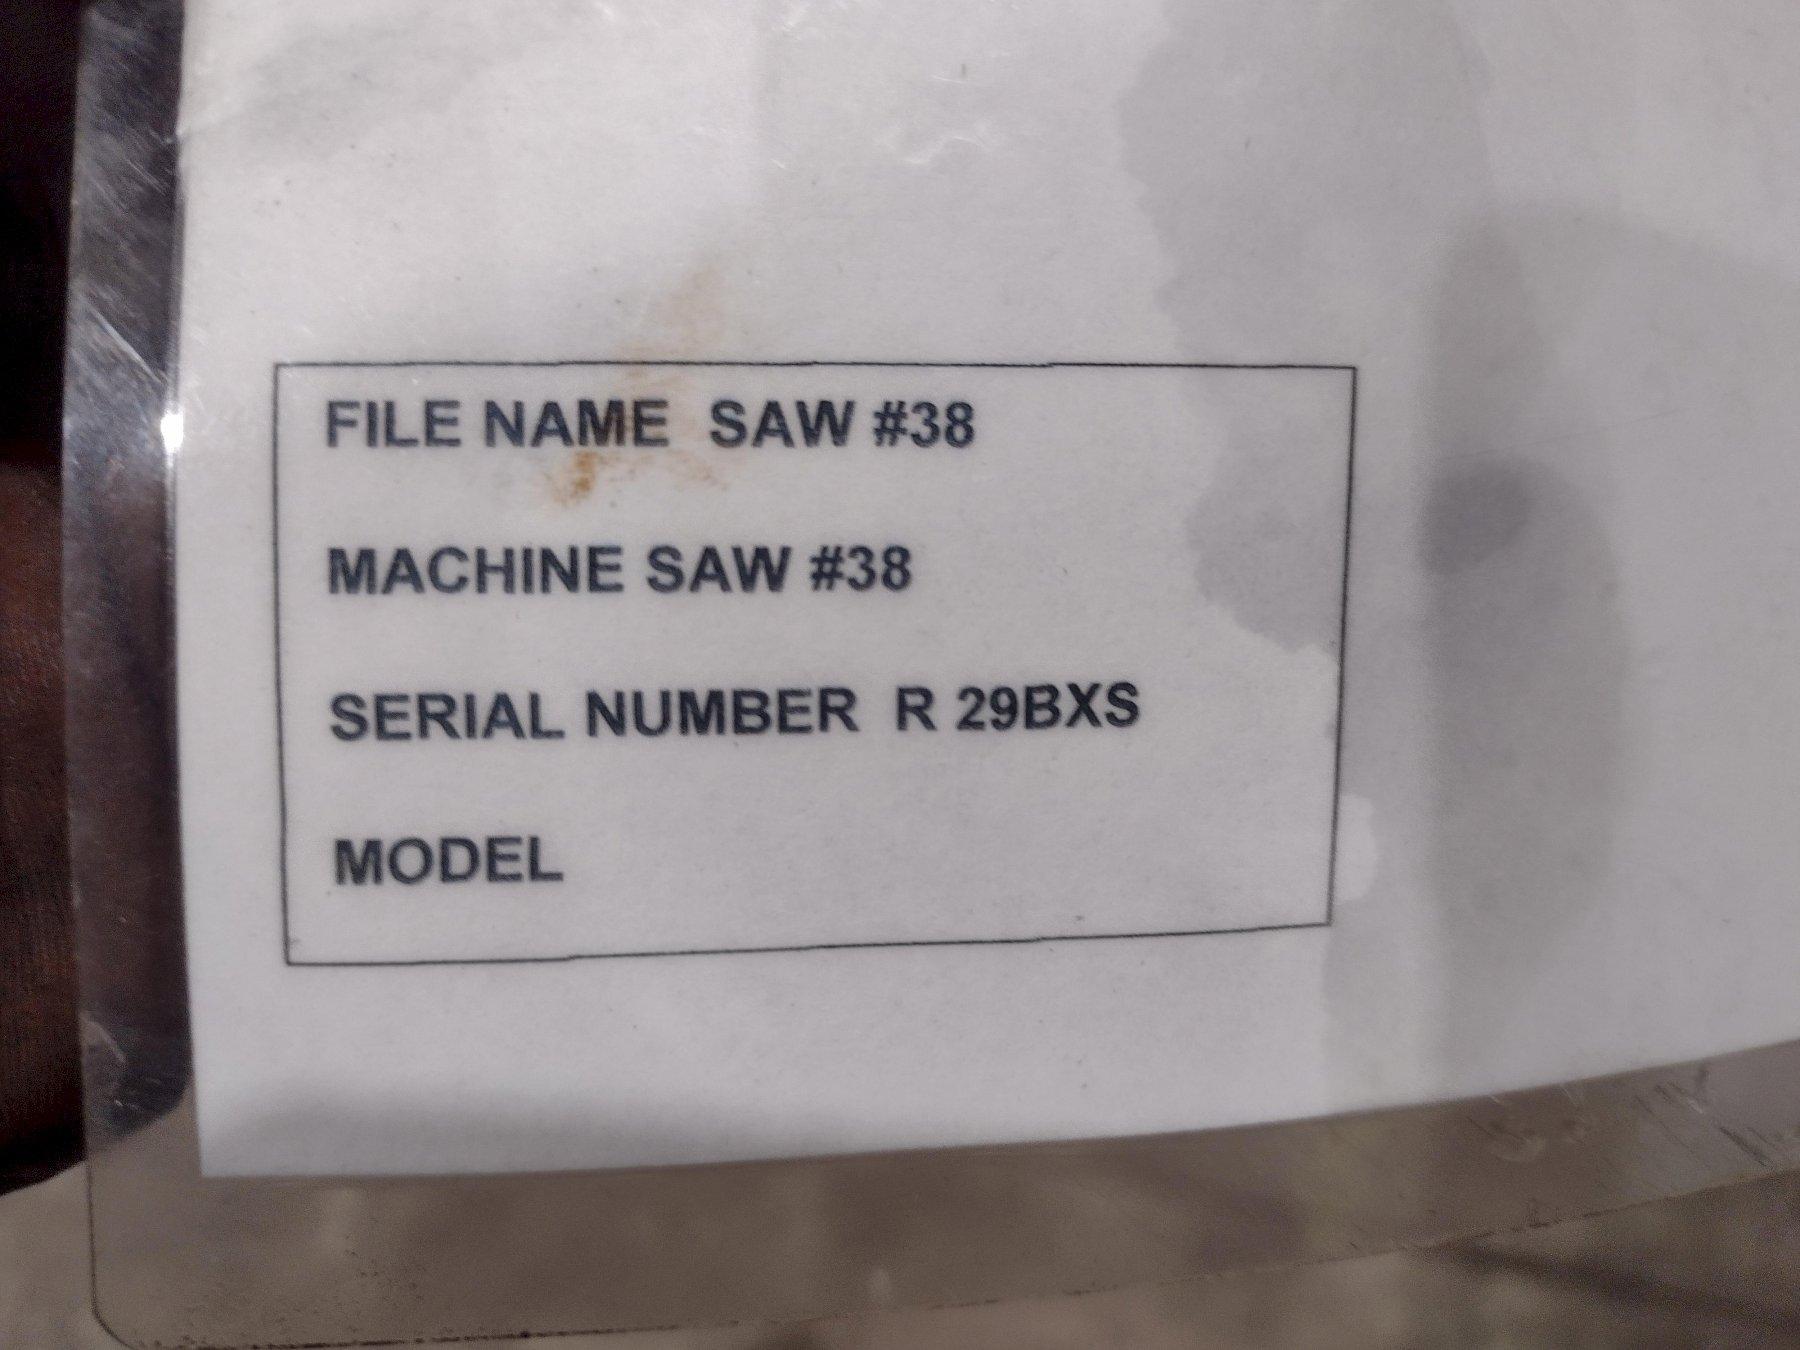 FILE NAME  SAW #38
MACHINE SAW #38
SERIAL NUMBER  R 29BXS
MODEL